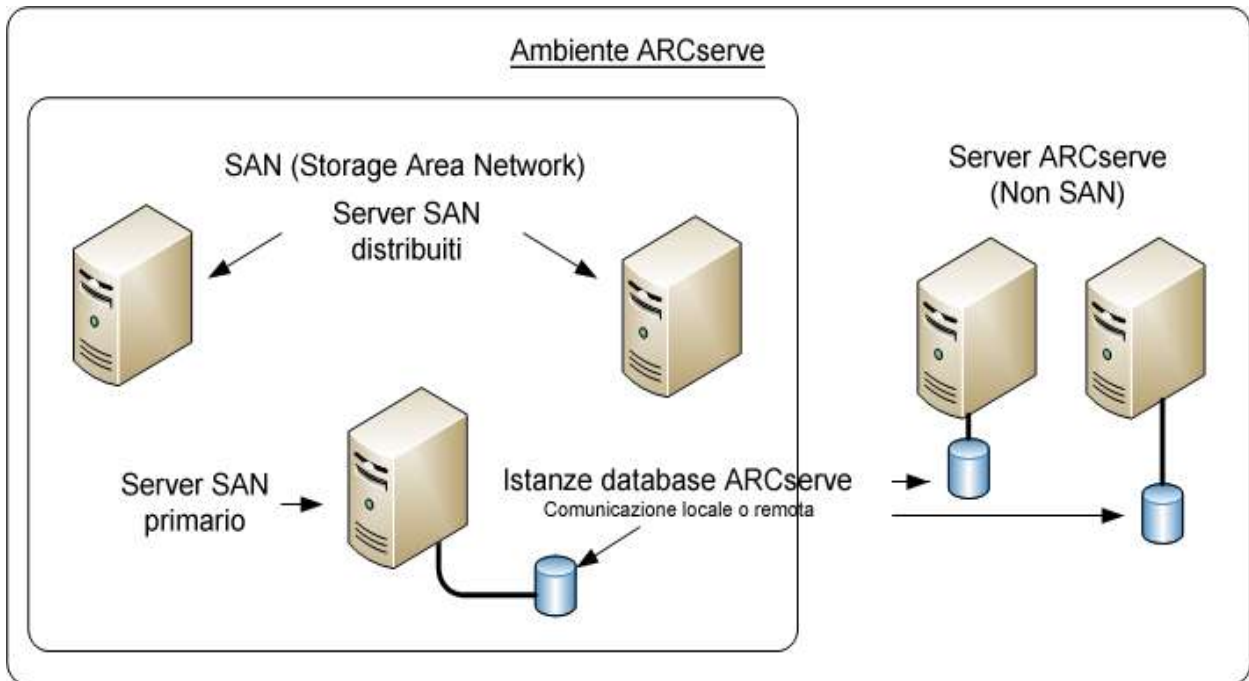 Ambiente ARCserve
SAN (Storage Area Network)
Server SAN
distribuiti
Server ARCserve
(Non SAN)
Server SAN
primario
Istanze database ARCserve
Comunicazione locale o remota